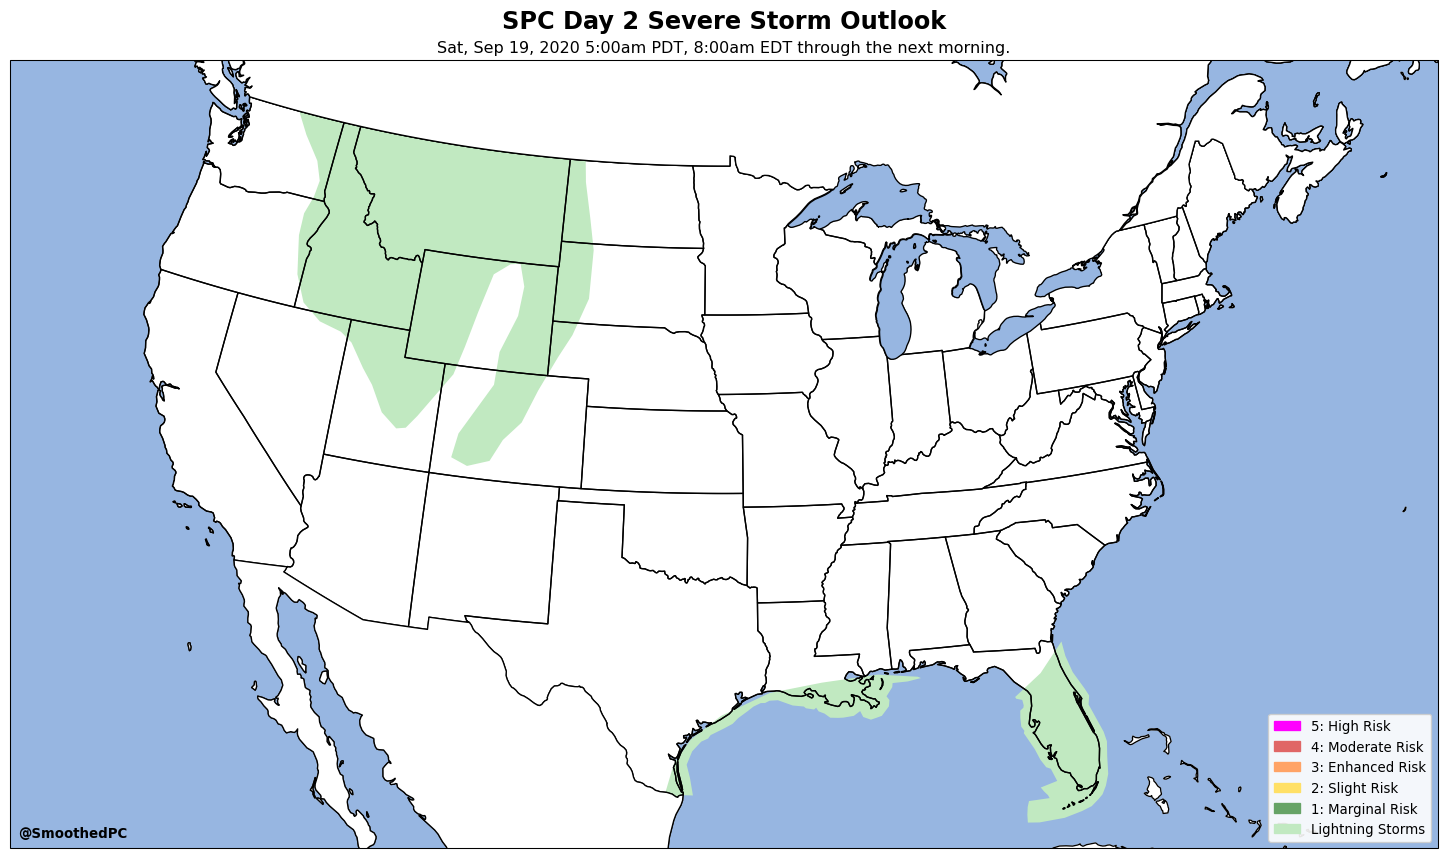 SPC Day 2 Severe Storm Outlook
Sat, Sep 19, 2020 5:00am PDT, 8:00am EDT through the next morning.
5: High Risk
4: Moderate Risk
3: Enhanced Risk
2: Slight Risk
1: Marginal Risk
Lightning Storms
@SmoothedPC